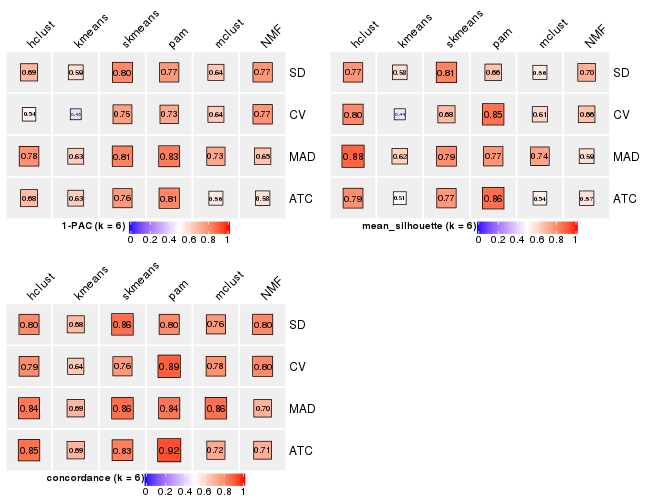 hclust kmeans skmeans pam mclust NMF
0.69 0.59 0.80 0.77 0.64 0.77 SD
0.54 0.43 0.75 0.73 0.64 0.77 CV
0.78 0.63 0.81 0.83 0.73 0.65 MAD
0.68 0.63 0.76 0.81 0.56 0.58 ATC
1-PAC (k = 6)
0 0.2 0.4 0.6 0.8 1
hclust kmeans skmeans pam mclust NMF
0.77 0.58 0.81 0.66 0.56 0.70 SD
0.80 0.44 0.68 0.85 0.61 0.66 CV
0.88 0.62 0.79 0.77 0.74 0.59 MAD
0.79 0.51 0.77 0.86 0.54 0.57 ATC
mean_silhouette (k = 6)
0 0.2 0.4 0.6 0.8 1
hclust kmeans skmeans pam mclust NMF
0.80 0.68 0.86 0.80 0.76 0.80 SD
0.79 0.64 0.76 0.89 0.78 0.80 CV
0.84 0.69 0.86 0.84 0.86 0.70 MAD
0.85 0.69 0.83 0.92 0.72 0.71 ATC
concordance (k = 6)
0 0.2 0.4 0.6 0.8 1